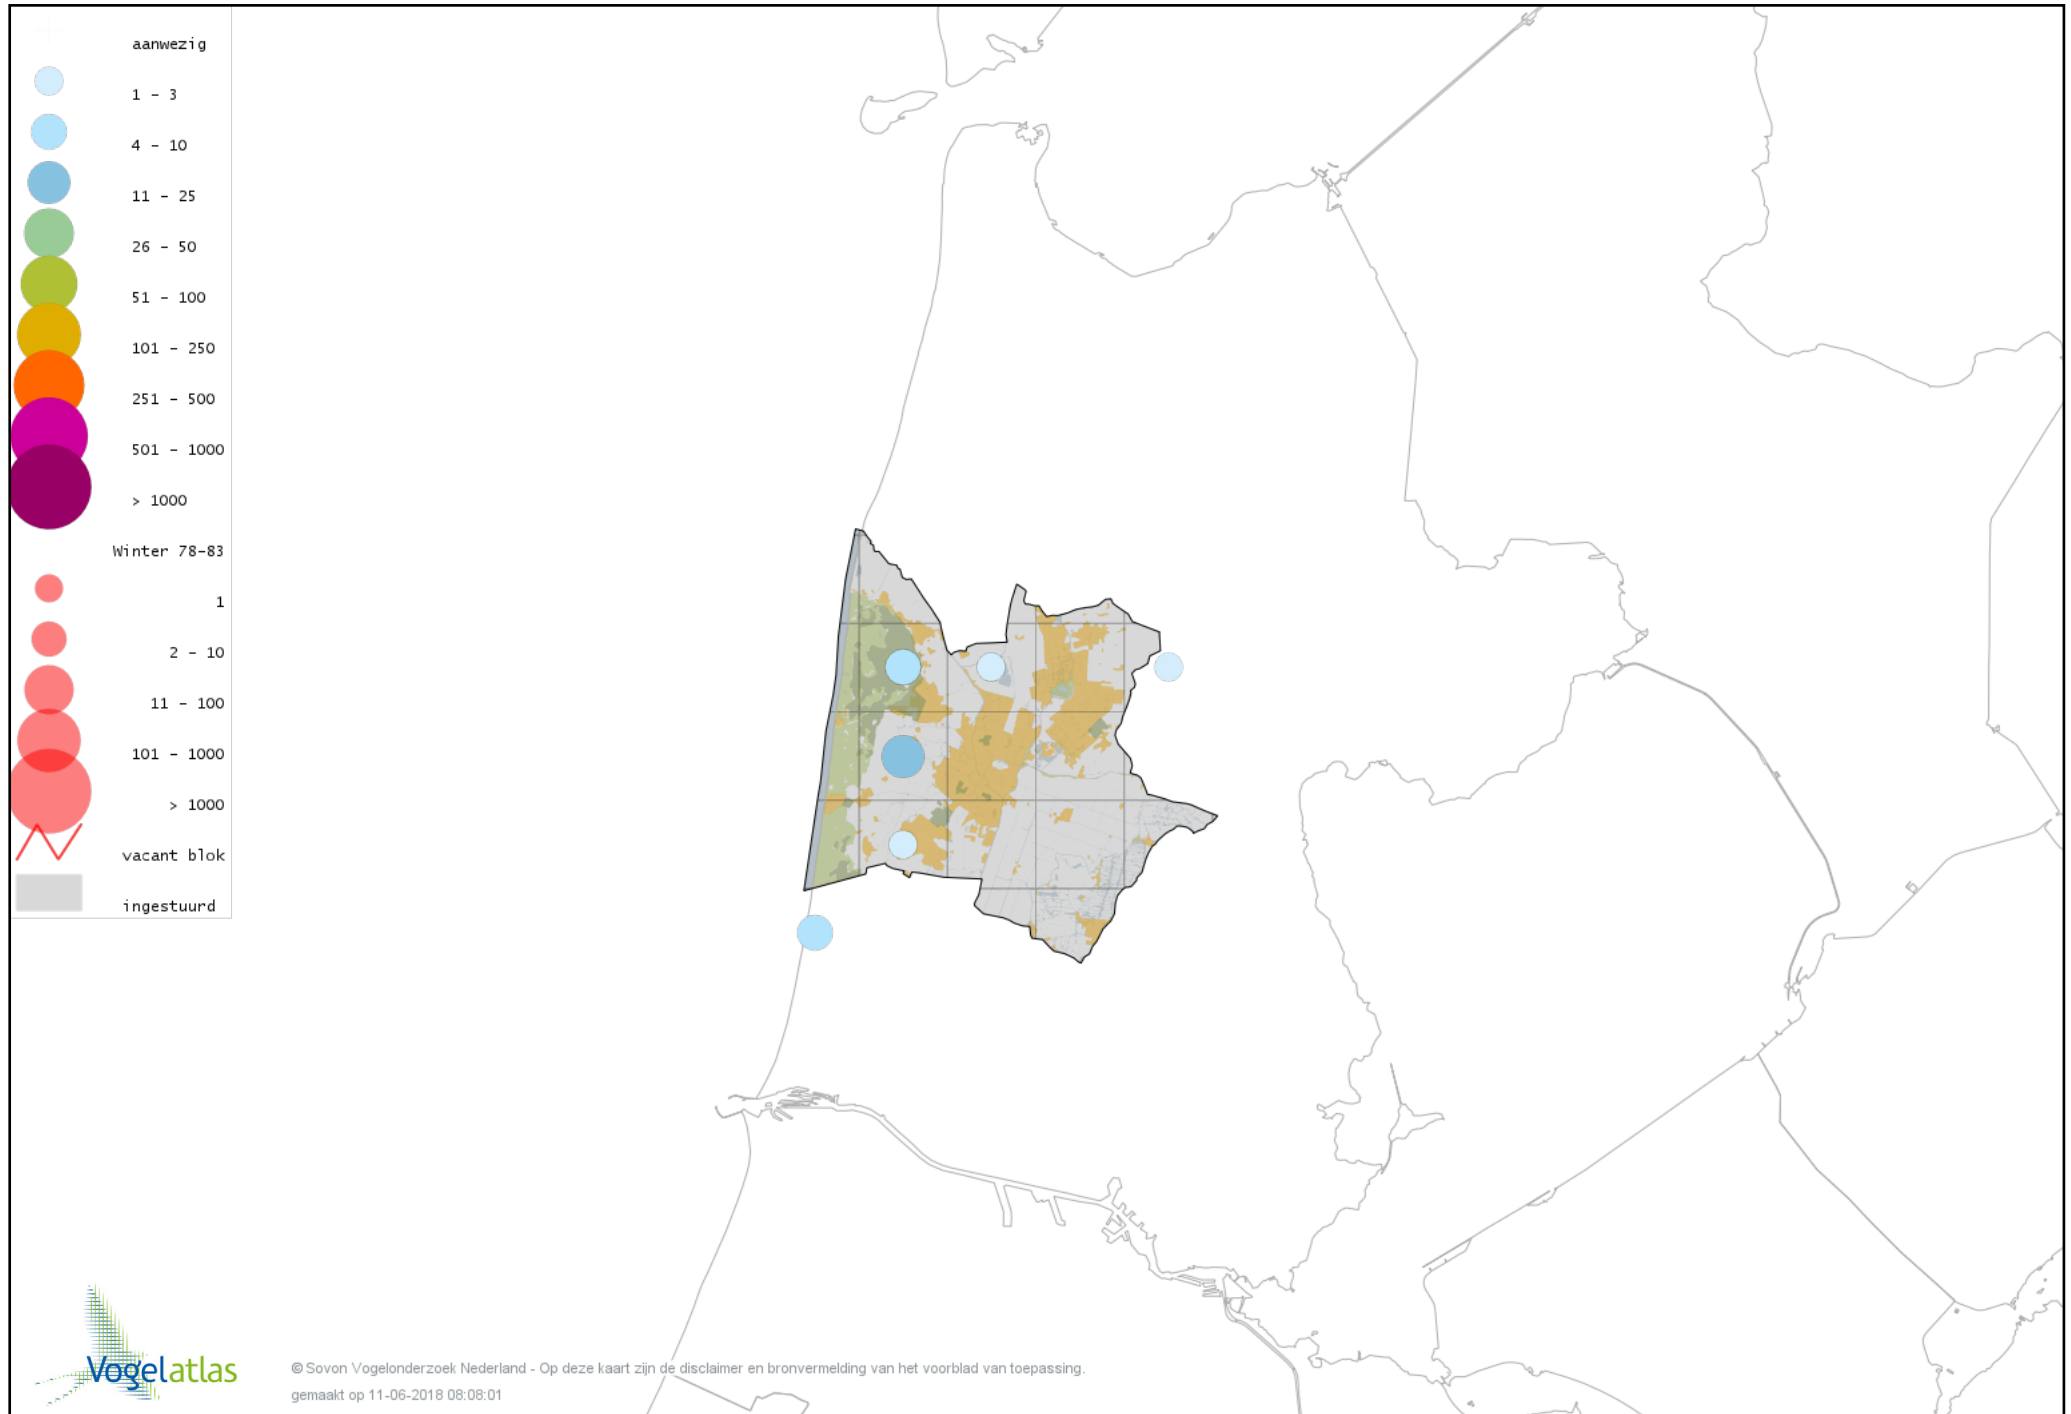 aanwezig
1 – 3
4 – 10
11 – 25
26 – 50
51 – 100
101 – 250
251 – 500
501 – 1000
> 1000
Winter 78–83
1
2 – 10
11 – 100
101 – 1000
> 1000
vacant blok
ingestuurd
Vogelatlas
© Sovon Vogelonderzoek Nederland - Op deze kaart zijn de disclaimer en bronvermelding van het voorblad van toepassing.
gemaakt op 11-06-2018 08:08:01